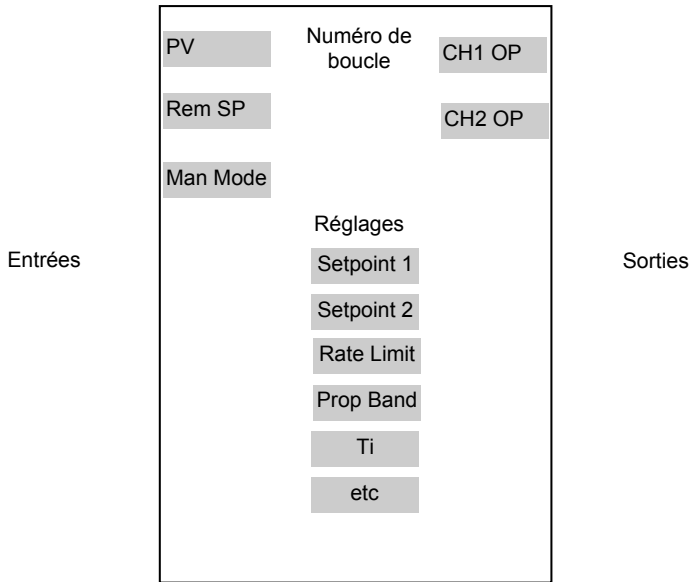 PV
Numéro de
boucle
CH1 OP
Rem SP
CH2 OP
Man Mode
Réglages
Entrées
Setpoint 1
Sorties
Setpoint 2
Rate Limit
Prop Band
Ti
etc